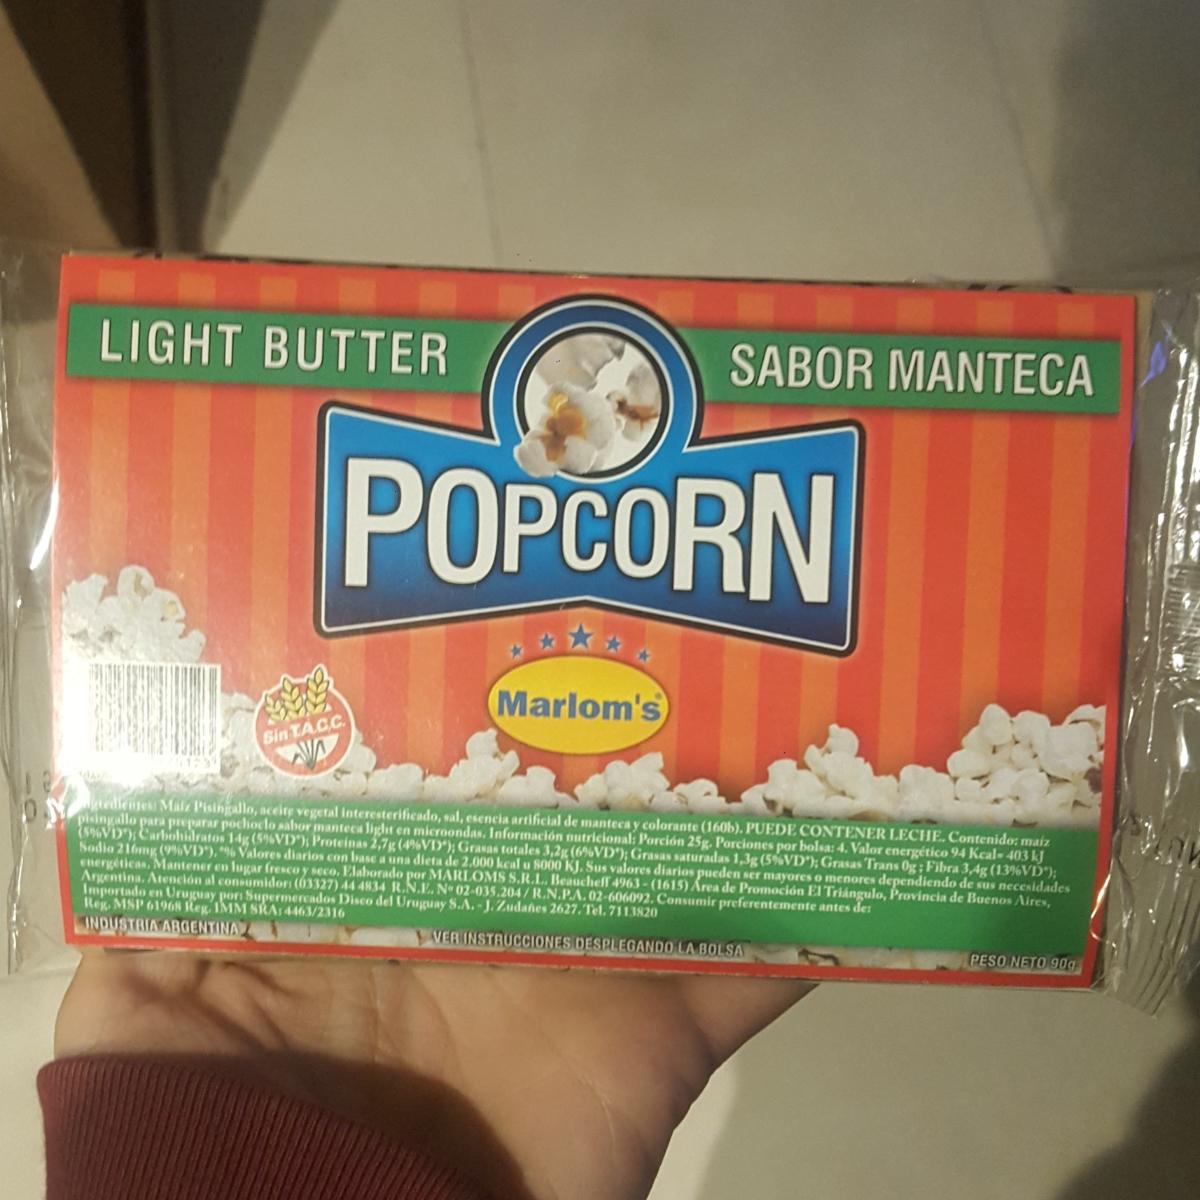 LIGHT BUTTER
SABOR MANTECA
POPCORN
Marlom's
Sin T.A.C.C.
Ingredientes: Maíz Pisingallo, aceite vegetal interesterificado, sal, esencia artificial de manteca y colorante (160b). PUEDE CONTENER LECHE. Contenido: maíz
pisingallo para preparar pochoclo sabor manteca light en microondas. Información nutricional: Porción 25g. Porciones por bolsa: 4. Valor energético 94 Kcal= 403 kJ
(5%VD*); Carbohidratos 14g (5%VD*); Proteinas 2,7g (4%VD*); Grasas totales 3,2g (6%VD*); Grasas saturadas 1,3g (5%VD*); Grasas Trans 0g ; Fibra 3,4g (13%VD*);
Sodio 216mg (9%VD*). *% Valores diarios con base a una dieta de 2.000 kcal u 8000 KJ. Sus valores diarios pueden ser mayores o menores dependiendo de sus necesidades
energéticas. Mantener en lugar fresco y seco. Elaborado por MARLOMS S.R.L. Beaucheff 4963 - (1615) Área de Promoción El Triángulo, Provincia de Buenos Aires,
Argentina. Atención al consumidor: (03327) 44 4834 R.N.E. Nº 02-035.204 / R.N.P.A. 02-606092. Consumir preferentemente antes de:
Importado en Uruguay por: Supermercados Disco del Uruguay S.A. - J. Zudañes 2627. Tel. 7113820
Reg. MSP 61968 Reg. IMM SRA: 4463/2316
INDUSTRIA ARGENTINA
VER INSTRUCCIONES DESPLEGANDO LA BOLSA
PESO NETO 90g